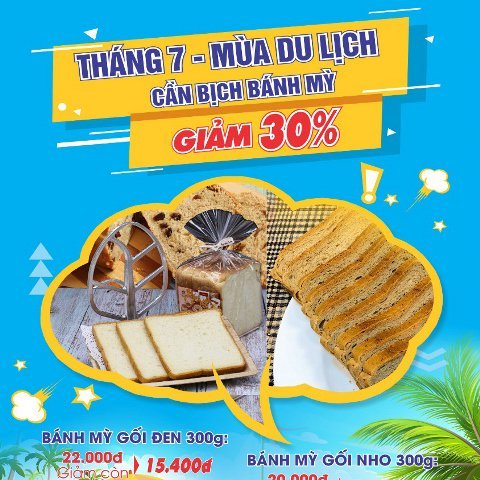 THÁNG 7 - MÙA DU LỊCH
CẦN BỊCH BÁNH MỲ
GIẢM 30%
BÁNH MỲ GỐI ĐEN 300g:
22.000đ
Giảm còn
15.400đ
BÁNH MỲ GỐI NHO 300g: